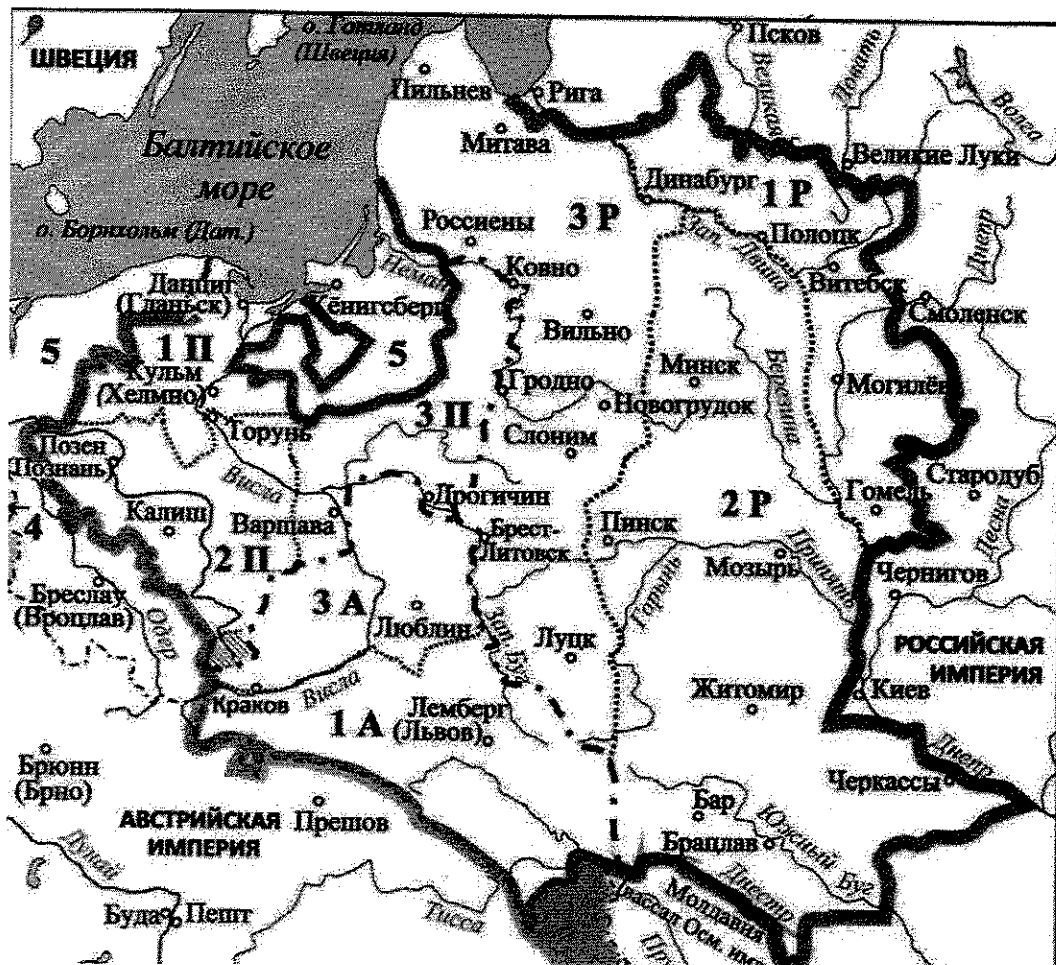 ШВЕЦИЯ
о. Готланд
(Швеция)
Псков
Великая
Ловать
Волга
Пильнев
Рига
Митава
Балтийское
море
Великие Луки
Динабург
1 Р
о. Борнхольм (Дат.)
Россиены
3 Р
Зап. Двина
Полоцк
Днепр
Неман
Ковно
Витебск
Данциг
(Гданьск)
Кёнигсберг
Смоленск
Вильно
5
1 П
5
Минск
Березина
Кульм
(Хелмно)
Гродно
Могилёв
Новогрудок
3 П
Торунь
Слоним
Позен
Познань)
Стародуб
Висла
Дрогичин
Гомель
Десна
4
Калиш
Варшава
Брест-
Литовск
Пинск
2 Р
2 П
Мозырь
Припять
Чернигов
Бреслау
(Вроцлав)
Одер
3 А
Горынь
Люблин
Зап. Буг
Луцк
РОССИЙСКАЯ
ИМПЕРИЯ
Краков
Висла
Житомир
Киев
1 А
Лемберг
(Львов)
Днепр
Брюнн
(Брно)
Черкассы
АВСТРИЙСКАЯ
ИМПЕРИЯ
Прешов
Бар
Южный Буг
Брацлав
Дунай
Днестр
Молдавия
Буда
Пешт
Тисса
Осм.